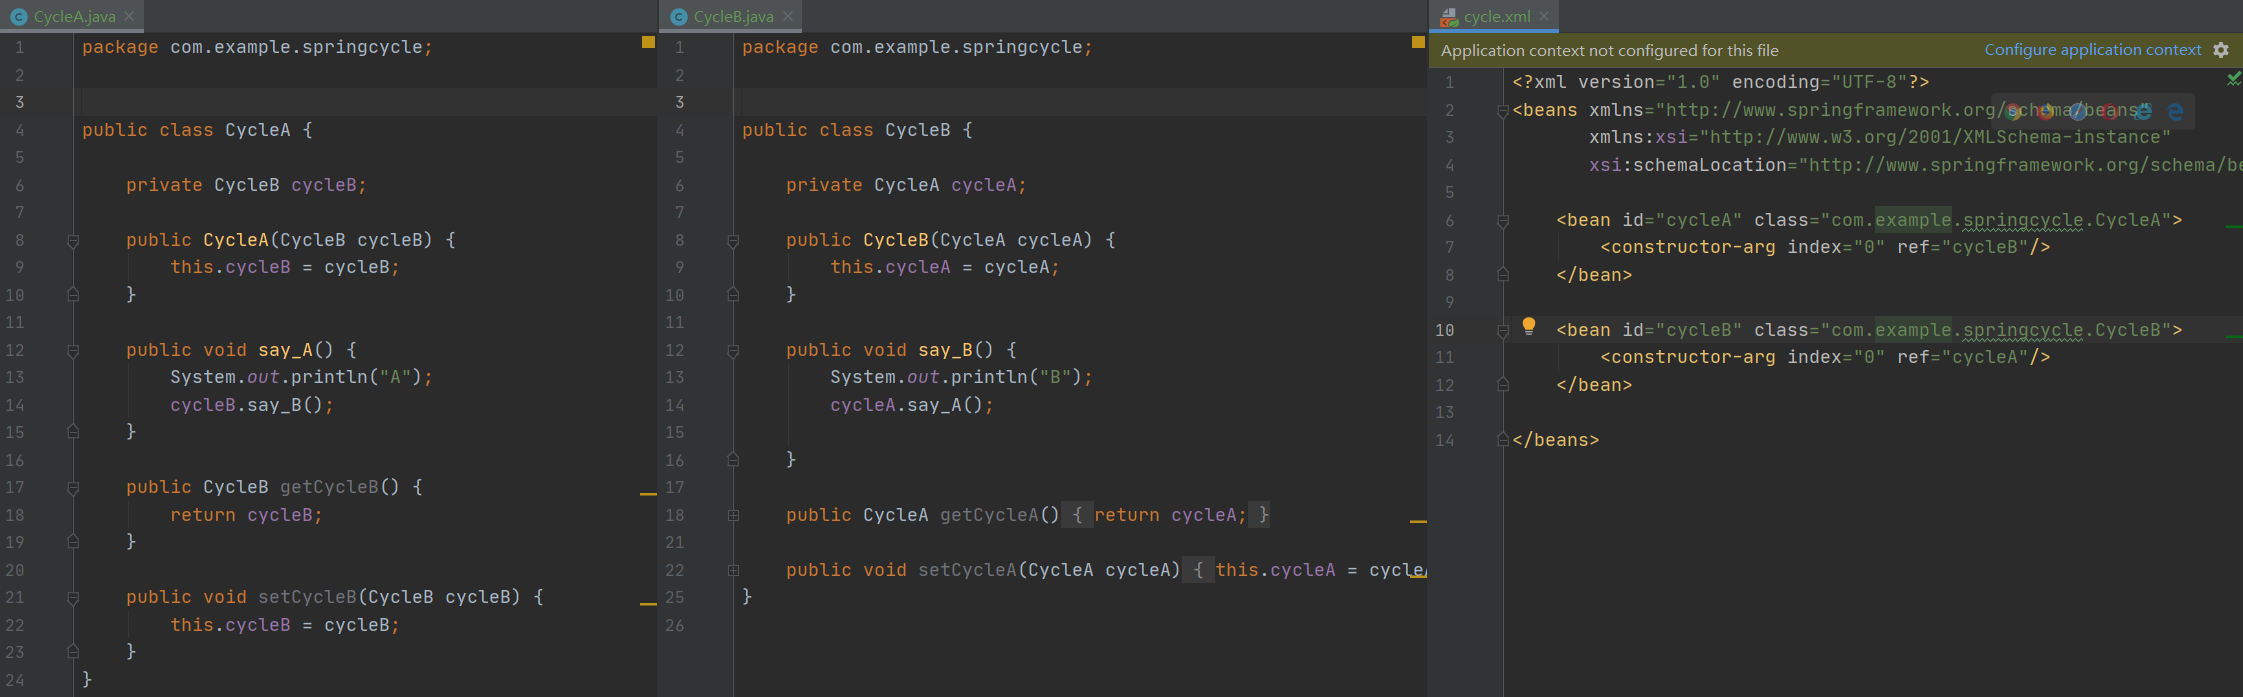 CycleA.java
1 package com.example.springcycle;
2
3
4 public class CycleA {
5
6 private CycleB cycleB;
7
8 public CycleA(CycleB cycleB) {
9 this.cycleB = cycleB;
10 }
11
12 public void say_A() {
13 System.out.println("A");
14 cycleB.say_B();
15 }
16
17 public CycleB getCycleB() {
18 return cycleB;
19 }
20
21 public void setCycleB(CycleB cycleB) {
22 this.cycleB = cycleB;
23 }
24 }
CycleB.java
1 package com.example.springcycle;
2
3
4 public class CycleB {
5
6 private CycleA cycleA;
7
8 public CycleB(CycleA cycleA) {
9 this.cycleA = cycleA;
10 }
11
12 public void say_B() {
13 System.out.println("B");
14 cycleA.say_A();
15
16 }
17
18 public CycleA getCycleA() { return cycleA; }
21
22 public void setCycleA(CycleA cycleA) { this.cycleA = cycleA
25 }
26
cycle.xml
Application context not configured for this file Configure application context
1 <?xml version="1.0" encoding="UTF-8"?>
2 <beans xmlns="http://www.springframework.org/schema/beans"
3 xmlns:xsi="http://www.w3.org/2001/XMLSchema-instance"
4 xsi:schemaLocation="http://www.springframework.org/schema/be
5
6 <bean id="cycleA" class="com.example.springcycle.CycleA">
7 <constructor-arg index="0" ref="cycleB"/>
8 </bean>
9
10 <bean id="cycleB" class="com.example.springcycle.CycleB">
11 <constructor-arg index="0" ref="cycleA"/>
12 </bean>
13
14 </beans>